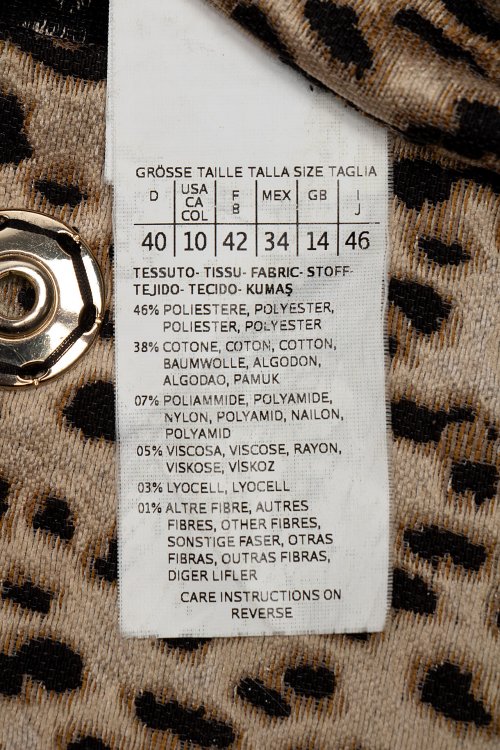 GRÖSSE TAILLE TALLA SIZE TAGLIA
D USA CA COL F B MEX GB I J
40 10 42 34 14 46
TESSUTO- TISSU- FABRIC- STOFF-
TEJIDO- TECIDO- KUMAŞ
46% POLIESTERE, POLYESTER,
POLIESTER, POLYESTER
38% COTONE, COTON, COTTON,
BAUMWOLLE, ALGODON,
ALGODAO, PAMUK
07% POLIAMMIDE, POLYAMIDE,
NYLON, POLYAMID, NAILON,
POLYAMID
05% VISCOSA, VISCOSE, RAYON,
VISKOSE, VİSKOZ
03% LYOCELL, LYOCELL
01% ALTRE FIBRE, AUTRES
FIBRES, OTHER FIBRES,
SONSTIGE FASER, OTRAS
FIBRAS, OUTRAS FIBRAS,
DIGER LIFLER
CARE INSTRUCTIONS ON
REVERSE